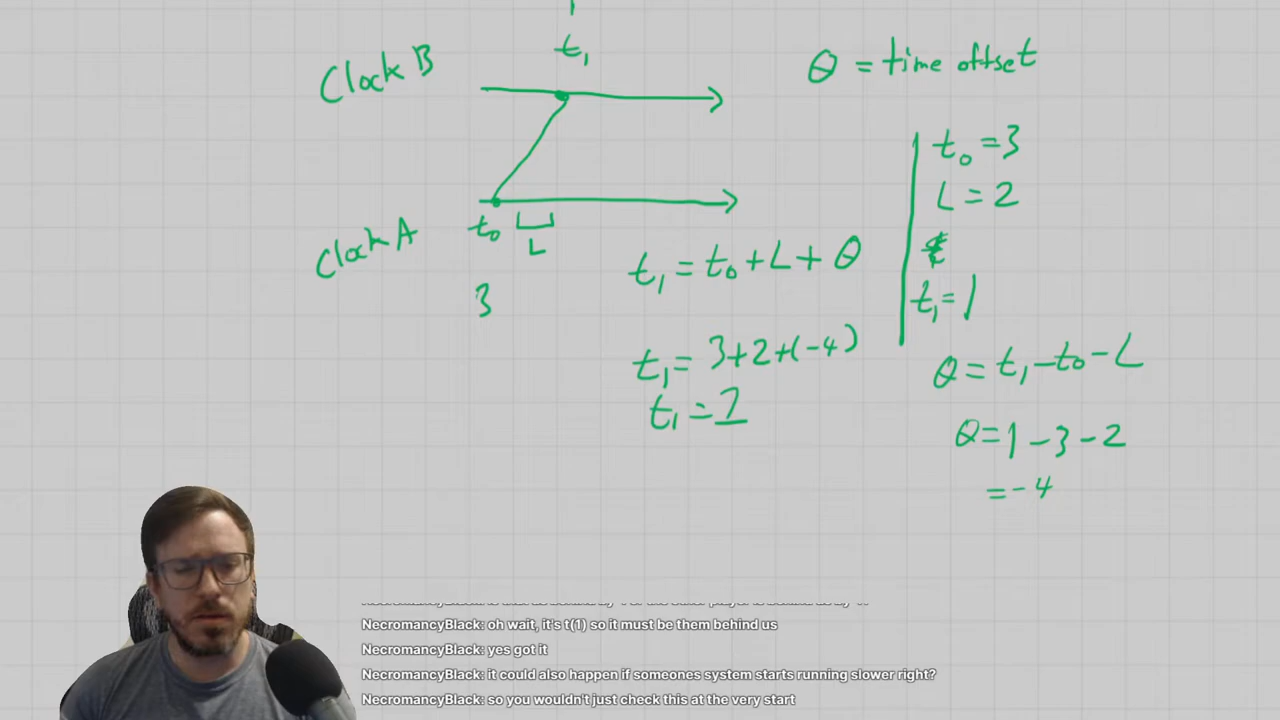 t₁
Clock B
θ = time offset
t₀ = 3
L = 2
Clock A
t₀
L
3
t₁ = t₀ + L + θ
t₁ = 1
t₁ = 3 + 2 + (-4)
t₁ = 1
θ = t₁ - t₀ - L
θ = 1 - 3 - 2
= -4
NecromancyBlack: oh wait, it's t(1) so it must be them behind us
NecromancyBlack: yes got it
NecromancyBlack: it could also happen if someones system starts running slower right?
NecromancyBlack: so you wouldn't just check this at the very start